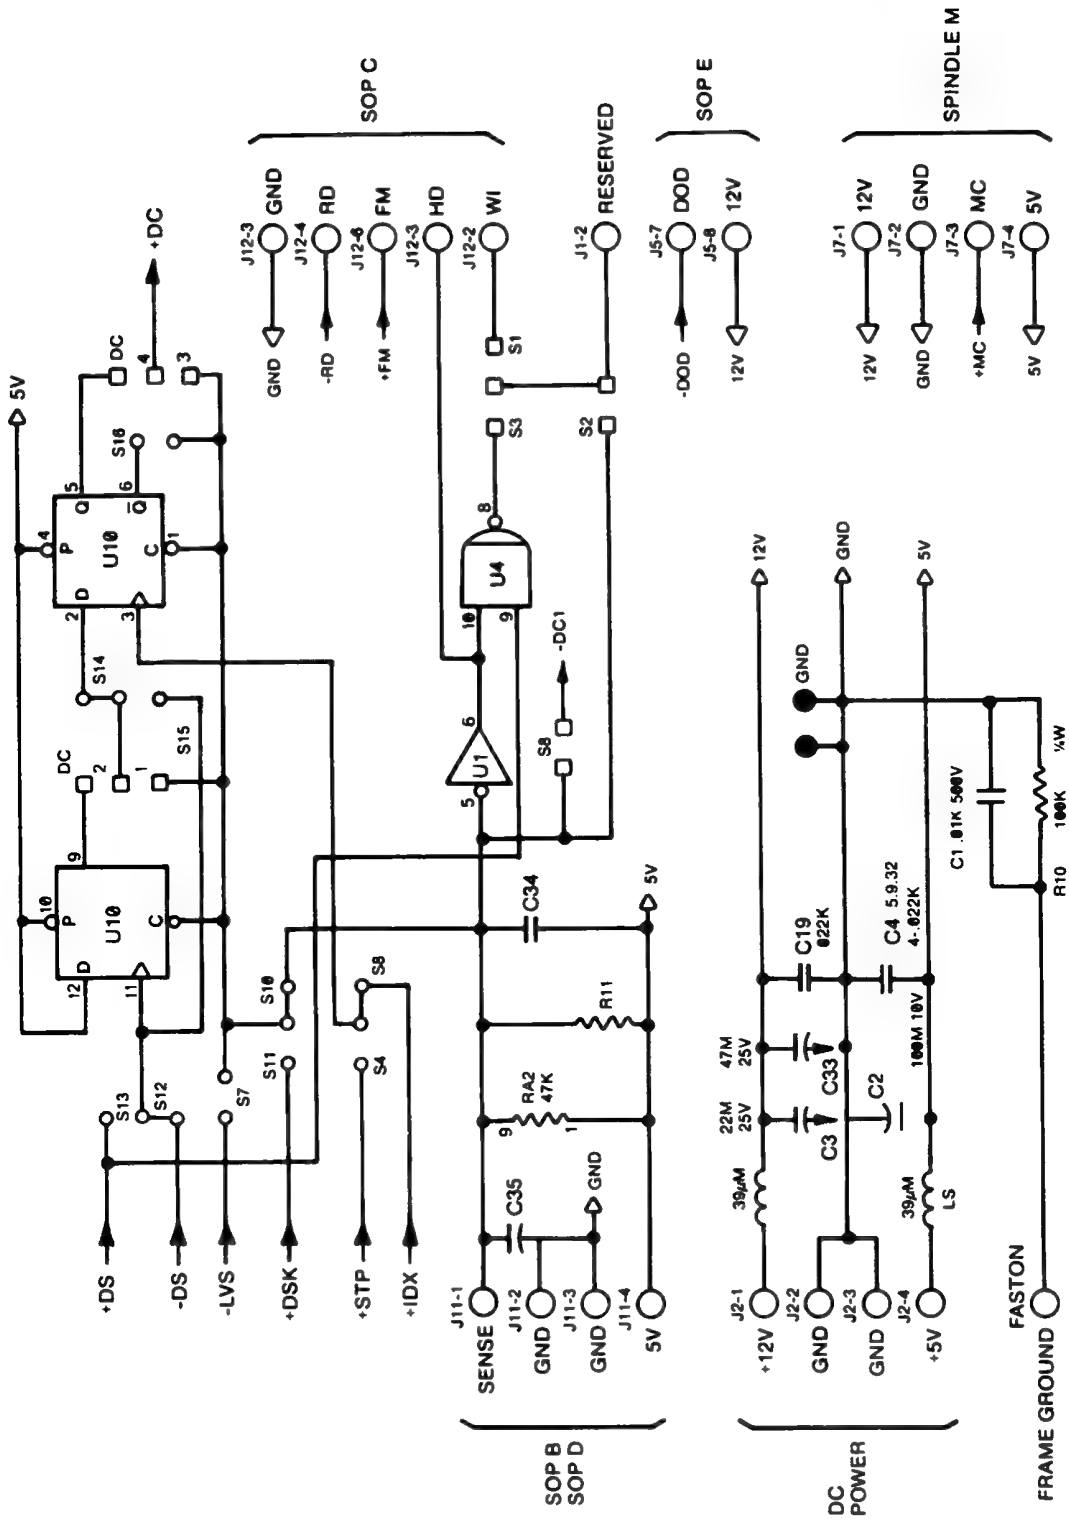 5V
+DC
4
10
P
D
U10
C
12
11
9
DC
2
1
S14
S15
2
3
D
P
U10
C
1
Q
5
Q
6
S16
DC
4
3
+DS
S13
S12
-DS
-LVS
S7
+DSK
S11
S10
+STP
S4
S8
+IDX
J11-1
SENSE
J11-2
GND
J11-3
GND
J11-4
5V
SOP B
SOP D
C35
GND
9
RA2
47K
1
R11
C34
5V
5
U1
6
S8
-DC1
10
9
U4
8
S3
S1
S2
GND
J12-3
GND
-RD
J12-4
RD
+FM
J12-6
FM
J12-3
HD
J12-2
WI
SOP C
J1-2
RESERVED
-DOD
J5-7
DOD
12V
J5-8
12V
SOP E
12V
J7-1
12V
GND
J7-2
GND
+MC
J7-3
MC
5V
J7-4
5V
SPINDLE M
DC
POWER
J2-1
+12V
J2-2
GND
J2-3
GND
J2-4
+5V
39µM
22M
25V
C3
47M
25V
C33
C19
022K
12V
GND
GND
C2
100M 10V
C4 5.9.32
4-.022K
39µM
LS
5V
C1 .01K 500V
R10
100K
¼W
FASTON
FRAME GROUND